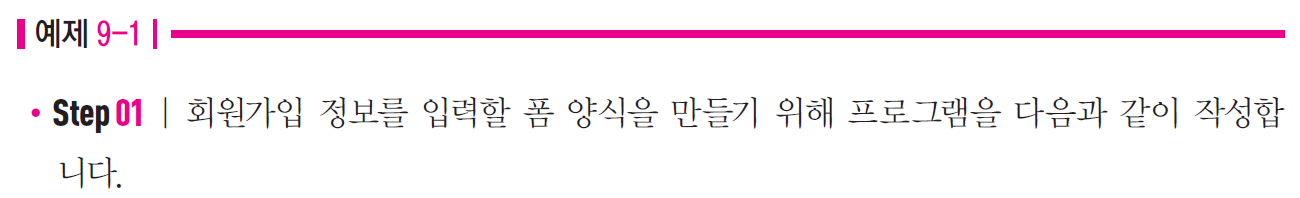 예제 9-1
• Step 01 | 회원가입 정보를 입력할 폼 양식을 만들기 위해 프로그램을 다음과 같이 작성합
니다.